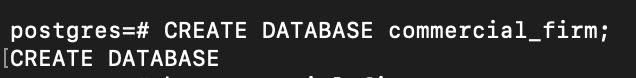 postgres=# CREATE DATABASE commercial_firm;
[CREATE DATABASE